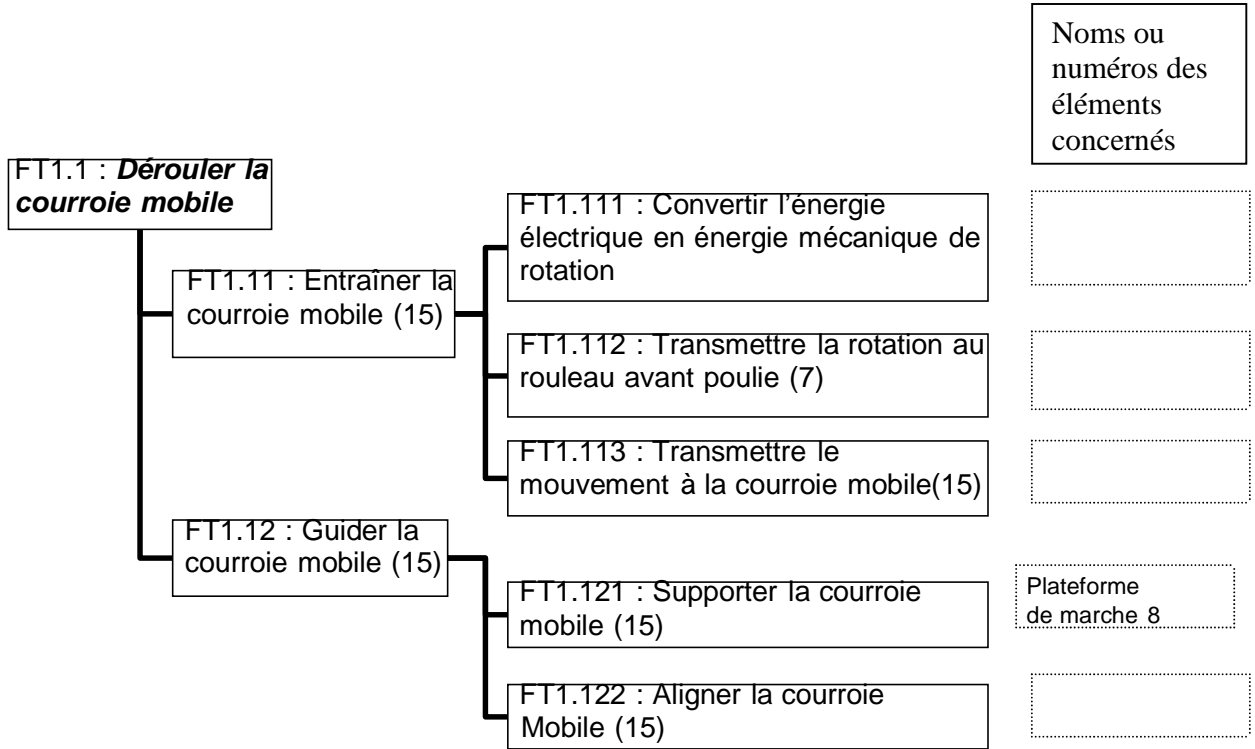 Noms ou
numéros des
éléments
concernés
FT1.1 : Dérouler la
courroie mobile
FT1.11 : Entraîner la
courroie mobile (15)
FT1.111 : Convertir l’énergie
électrique en énergie mécanique de
rotation
FT1.112 : Transmettre la rotation au
rouleau avant poulie (7)
FT1.113 : Transmettre le
mouvement à la courroie mobile(15)
FT1.12 : Guider la
courroie mobile (15)
FT1.121 : Supporter la courroie
mobile (15)
Plateforme
de marche 8
FT1.122 : Aligner la courroie
Mobile (15)